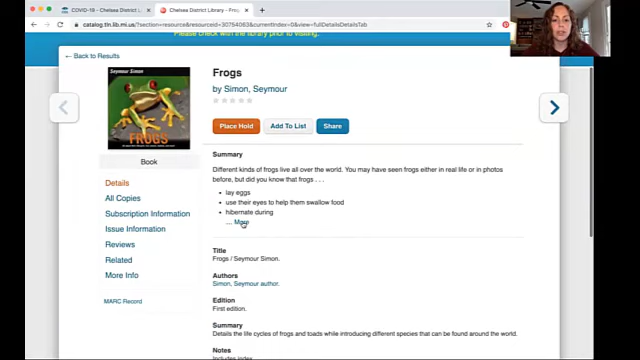 COVID-19 - Chelsea District L
Chelsea District Library - Frog
catalog.tln.lib.mi.us/?section=resource&resourceid=30754063&currentIndex=0&view=fullDetailsDetailsTab
Please check with the library prior to visiting.
← Back to Results
Seymour Simon
FROGS
Book
Details
All Copies
Subscription Information
Issue Information
Reviews
Related
More Info
MARC Record
Frogs
by Simon, Seymour
Place Hold
Add To List
Share
Summary
Different kinds of frogs live all over the world. You may have seen frogs either in real life or in photos
before, but did you know that frogs . . .
• lay eggs
• use their eyes to help them swallow food
• hibernate during
... More
Title
Frogs / Seymour Simon.
Authors
Simon, Seymour author.
Edition
First edition.
Summary
Details the life cycles of frogs and toads while introducing different species that can be found around the world.
Notes
Includes index.